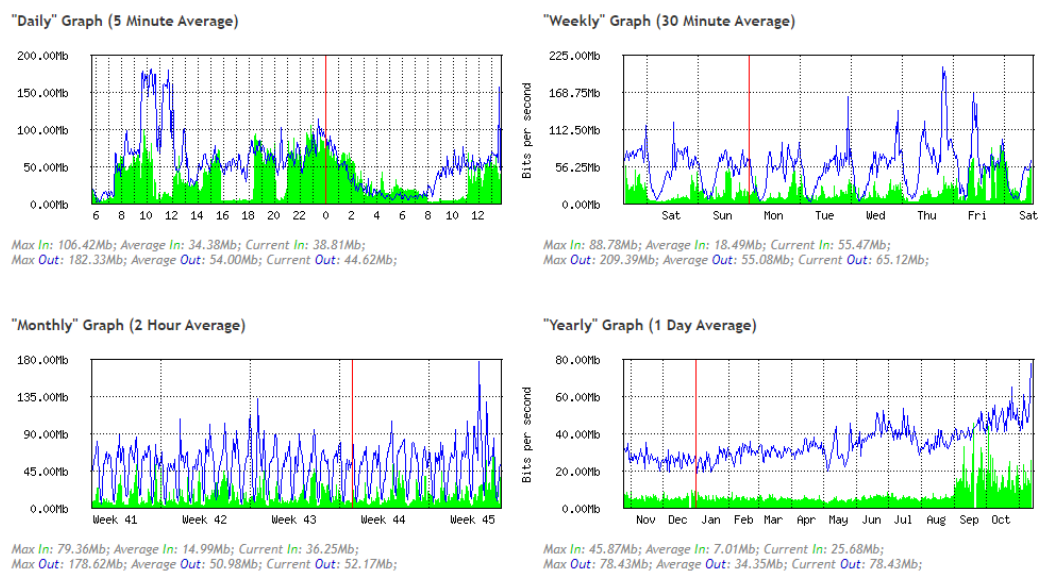 "Daily" Graph (5 Minute Average)
200.00Mb
150.00Mb
100.00Mb
50.00Mb
0.00Mb
6 8 10 12 14 16 18 20 22 0 2 4 6 8 10 12
Max In: 106.42Mb; Average In: 34.38Mb; Current In: 38.81Mb;
Max Out: 182.33Mb; Average Out: 54.00Mb; Current Out: 44.62Mb;
"Weekly" Graph (30 Minute Average)
Bits per second
225.00Mb
168.75Mb
112.50Mb
56.25Mb
0.00Mb
Sat Sun Mon Tue Wed Thu Fri Sat
Max In: 88.78Mb; Average In: 18.49Mb; Current In: 55.47Mb;
Max Out: 209.39Mb; Average Out: 55.08Mb; Current Out: 65.12Mb;
"Monthly" Graph (2 Hour Average)
180.00Mb
135.00Mb
90.00Mb
45.00Mb
0.00Mb
Week 41 Week 42 Week 43 Week 44 Week 45
Max In: 79.36Mb; Average In: 14.99Mb; Current In: 36.25Mb;
Max Out: 178.62Mb; Average Out: 50.98Mb; Current Out: 52.17Mb;
"Yearly" Graph (1 Day Average)
Bits per second
80.00Mb
60.00Mb
40.00Mb
20.00Mb
0.00Mb
Nov Dec Jan Feb Mar Apr May Jun Jul Aug Sep Oct
Max In: 45.87Mb; Average In: 7.01Mb; Current In: 25.68Mb;
Max Out: 78.43Mb; Average Out: 34.35Mb; Current Out: 78.43Mb;